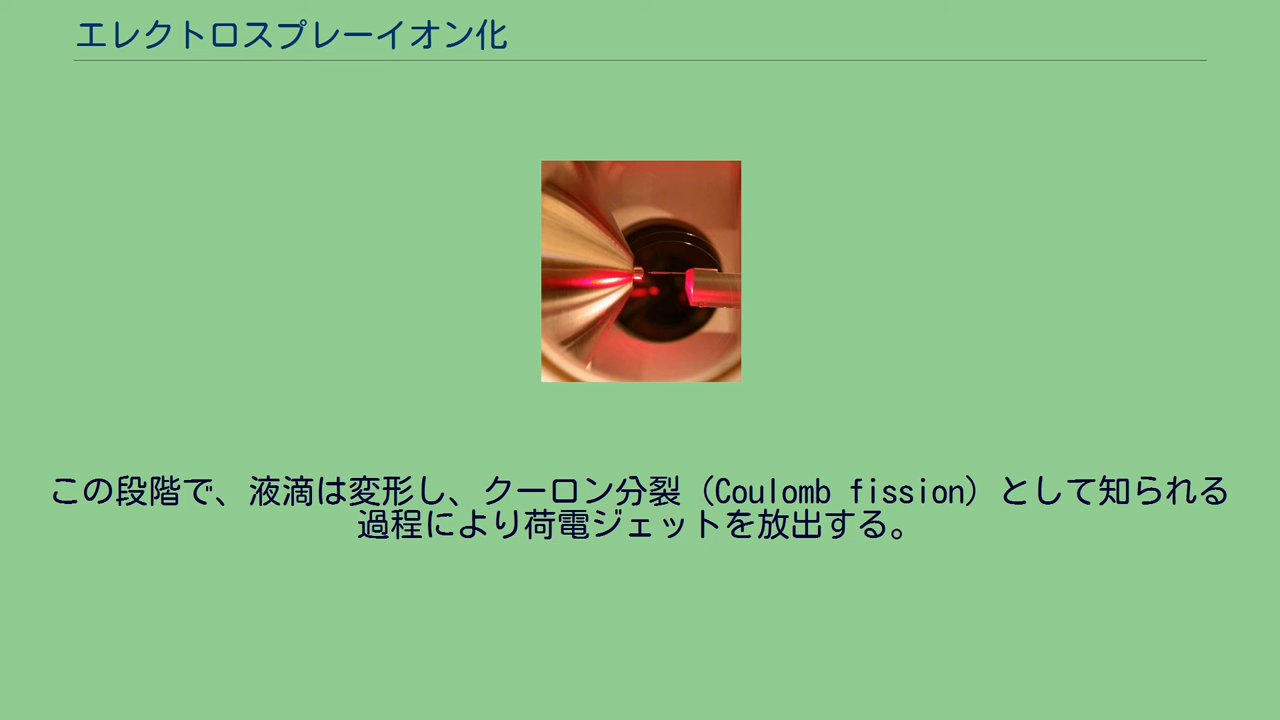 エレクトロスプレーイオン化
この段階で、液滴は変形し、クーロン分裂（Coulomb fission）として知られる
過程により荷電ジェットを放出する。